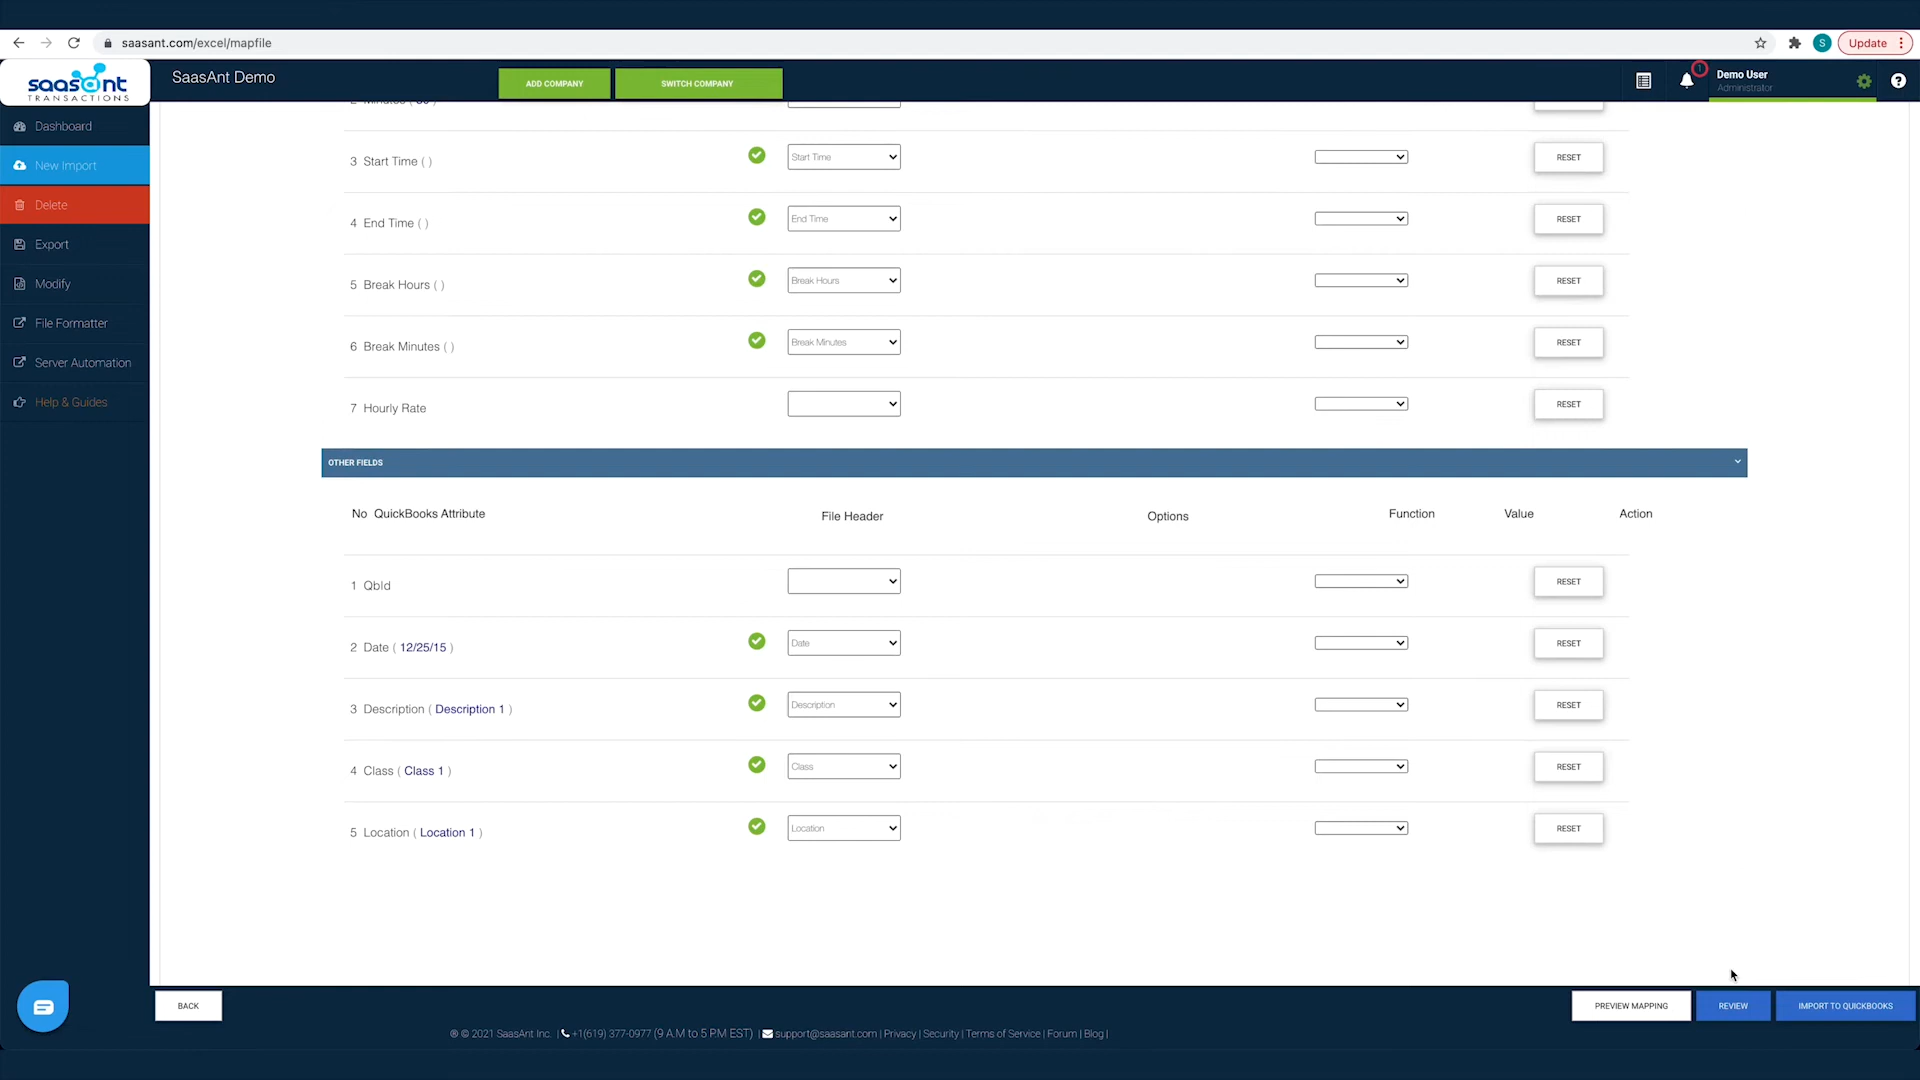 saasant.com/excel/mapfile
S
Update
saasant
TRANSACTIONS
SaasAnt Demo
ADD COMPANY
SWITCH COMPANY
1
Demo User
Administrator
?
Dashboard
New Import
Delete
Export
Modify
File Formatter
Server Automation
Help & Guides
3 Start Time ( ) Start Time RESET
4 End Time ( ) End Time RESET
5 Break Hours ( ) Break Hours RESET
6 Break Minutes ( ) Break Minutes RESET
7 Hourly Rate RESET
OTHER FIELDS
No QuickBooks Attribute File Header Options Function Value Action
1 QbId RESET
2 Date ( 12/25/15 ) Date RESET
3 Description ( Description 1 ) Description RESET
4 Class ( Class 1 ) Class RESET
5 Location ( Location 1 ) Location RESET
BACK
PREVIEW MAPPING
REVIEW
IMPORT TO QUICKBOOKS
® © 2021 SaasAnt Inc. | +1(619) 377-0977 (9 A.M to 5 P.M EST) | support@saasant.com | Privacy | Security | Terms of Service | Forum | Blog |